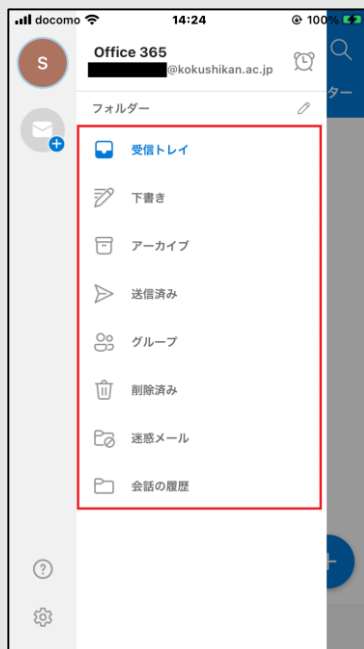 docomo 14:24 100%
S
Office 365
@kokushikan.ac.jp
フォルダー
ター
受信トレイ
下書き
アーカイブ
送信済み
グループ
削除済み
迷惑メール
会話の履歴